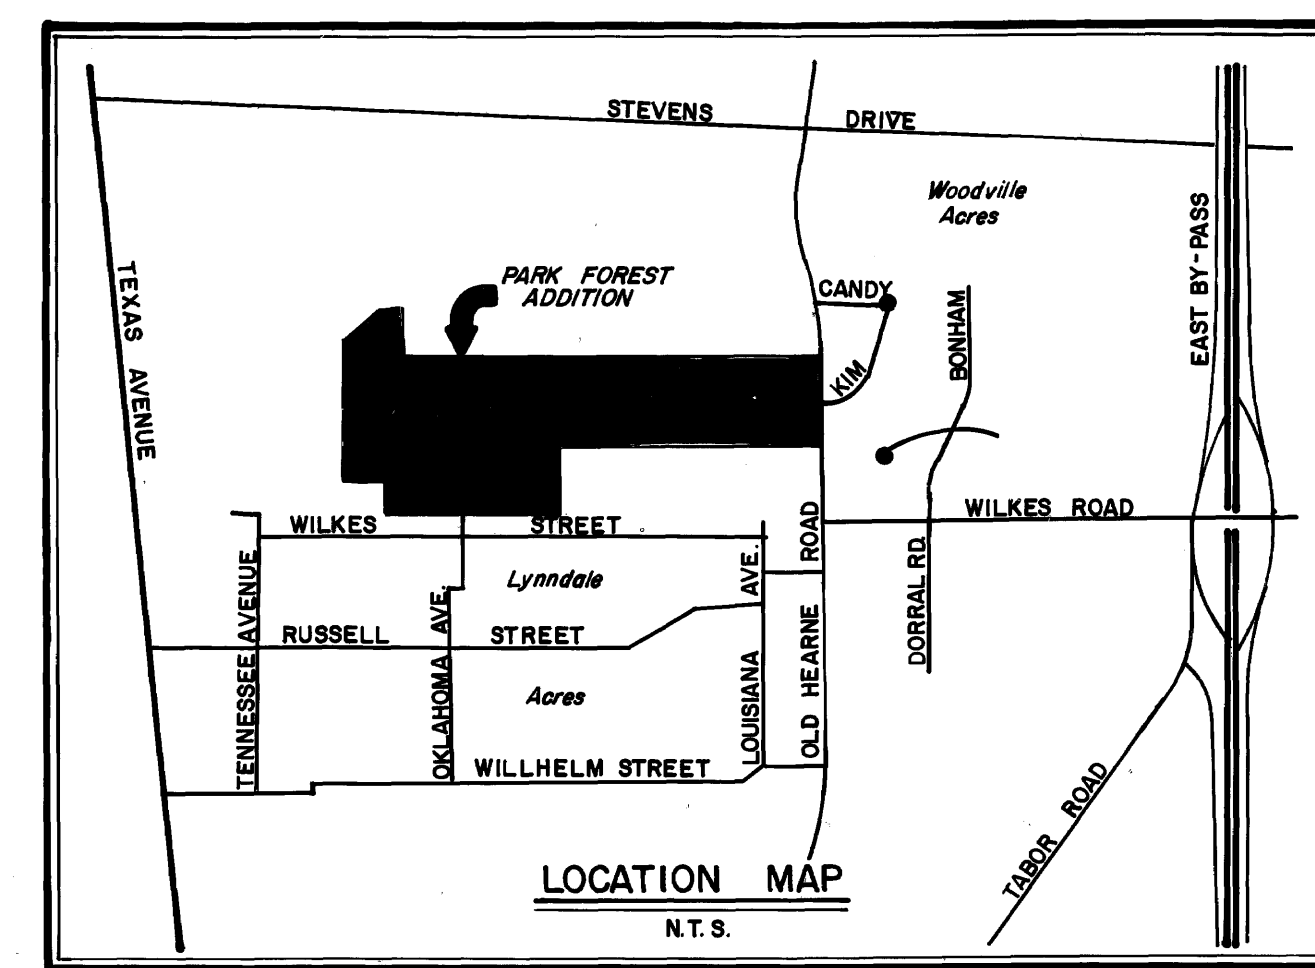 STEVENS DRIVE
Woodville
Acres
EAST BY-PASS
TEXAS AVENUE
PARK FOREST
ADDITION
CANDY
KIM
BONHAM
WILKES STREET
WILKES ROAD
TENNESSEE AVENUE
OKLAHOMA AVE.
Lynndale
Acres
RUSSELL STREET
LOUISIANA AVE.
OLD HEARNE ROAD
DORRAL RD.
WILLHELM STREET
TABOR ROAD
LOCATION MAP
N.T.S.